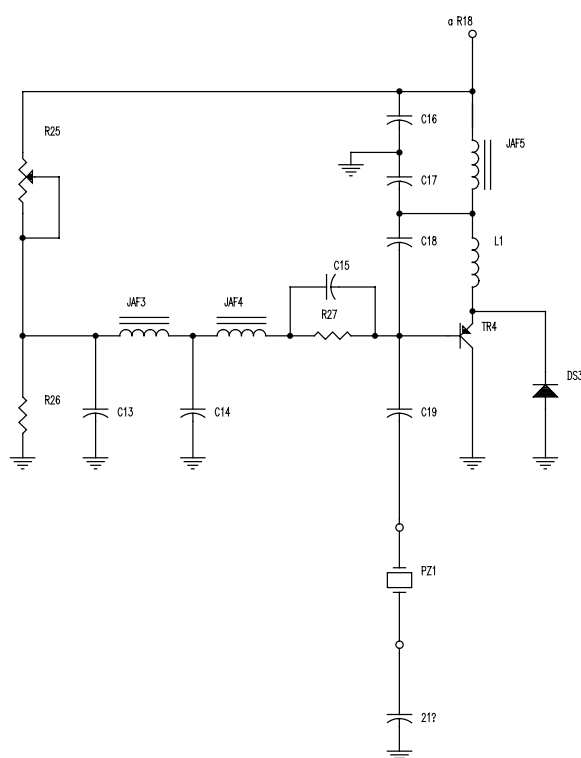 a R18
C16
R25
JAF5
C17
C18
L1
C15
JAF3
JAF4
R27
TR4
DS3
R26
C13
C14
C19
PZ1
21?